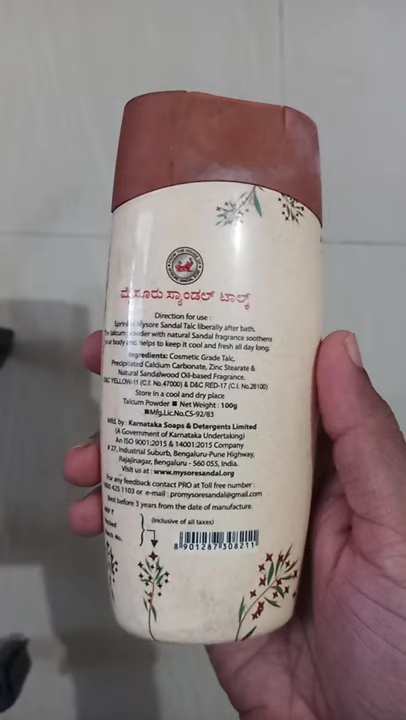 ಮೈಸೂರು ಸ್ಯಾಂಡಲ್ ಟಾಲ್ಕ್
Direction for use :
Sprinkle Mysore Sandal Talc liberally after bath.
The talcum powder with natural Sandal fragrance soothens
your body and helps to keep it cool and fresh all day long.
Ingredients: Cosmetic Grade Talc,
Precipitated Calcium Carbonate, Zinc Stearate &
Natural Sandalwood Oil-based Fragrance.
D&C YELLOW-11 (C.I. No.47000) & D&C RED-17 (C.I. No.26100)
Store in a cool and dry place
Talcum Powder ■ Net Weight : 100g
■Mfg.Lic.No.CS-92/83
Mfd. by : Karnataka Soaps & Detergents Limited
(A Government of Karnataka Undertaking)
An ISO 9001:2015 & 14001:2015 Company
# 27, Industrial Suburb, Bengaluru-Pune Highway,
Rajajinagar, Bengaluru - 560 055, India.
Visit us at : www.mysoresandal.org
For any feedback contact PRO at Toll free number :
425 1103 or e-mail : promysoresandal@gmail.com
Best before 3 years from the date of manufacture.
(Inclusive of all taxes)
8 901287 308211